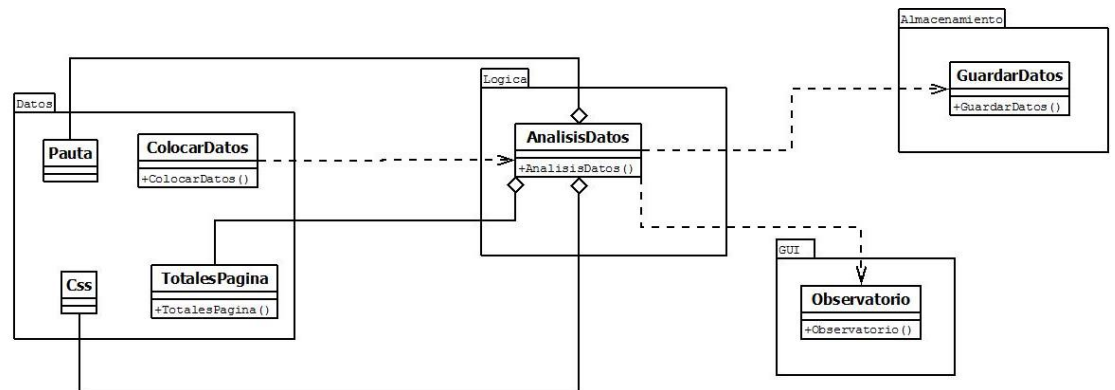 Almacenamiento
GuardarDatos
+GuardarDatos()
Logica
AnalisisDatos
+AnalisisDatos()
Datos
Pauta
ColocarDatos
+ColocarDatos()
Css
TotalesPagina
+TotalesPagina()
GUI
Observatorio
+Observatorio()